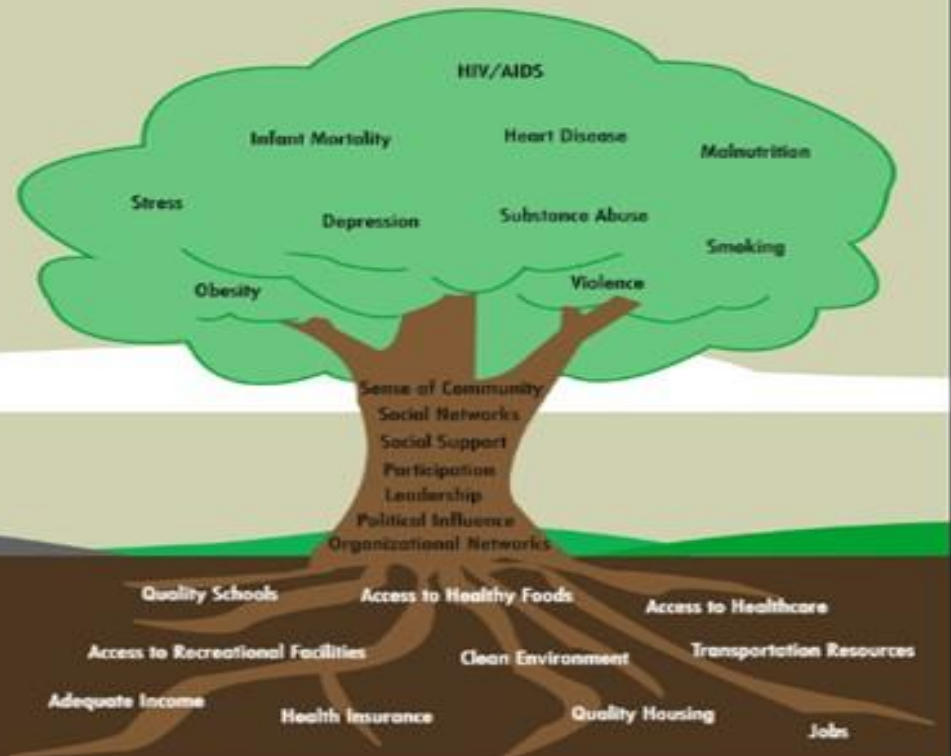 HIV/AIDS
Infant Mortality
Heart Disease
Malnutrition
Stress
Depression
Substance Abuse
Smoking
Obesity
Violence
Sense of Community
Social Networks
Social Support
Participation
Leadership
Political Influence
Organizational Networks
Quality Schools
Access to Healthy Foods
Access to Healthcare
Access to Recreational Facilities
Clean Environment
Transportation Resources
Adequate Income
Health Insurance
Quality Housing
Jobs